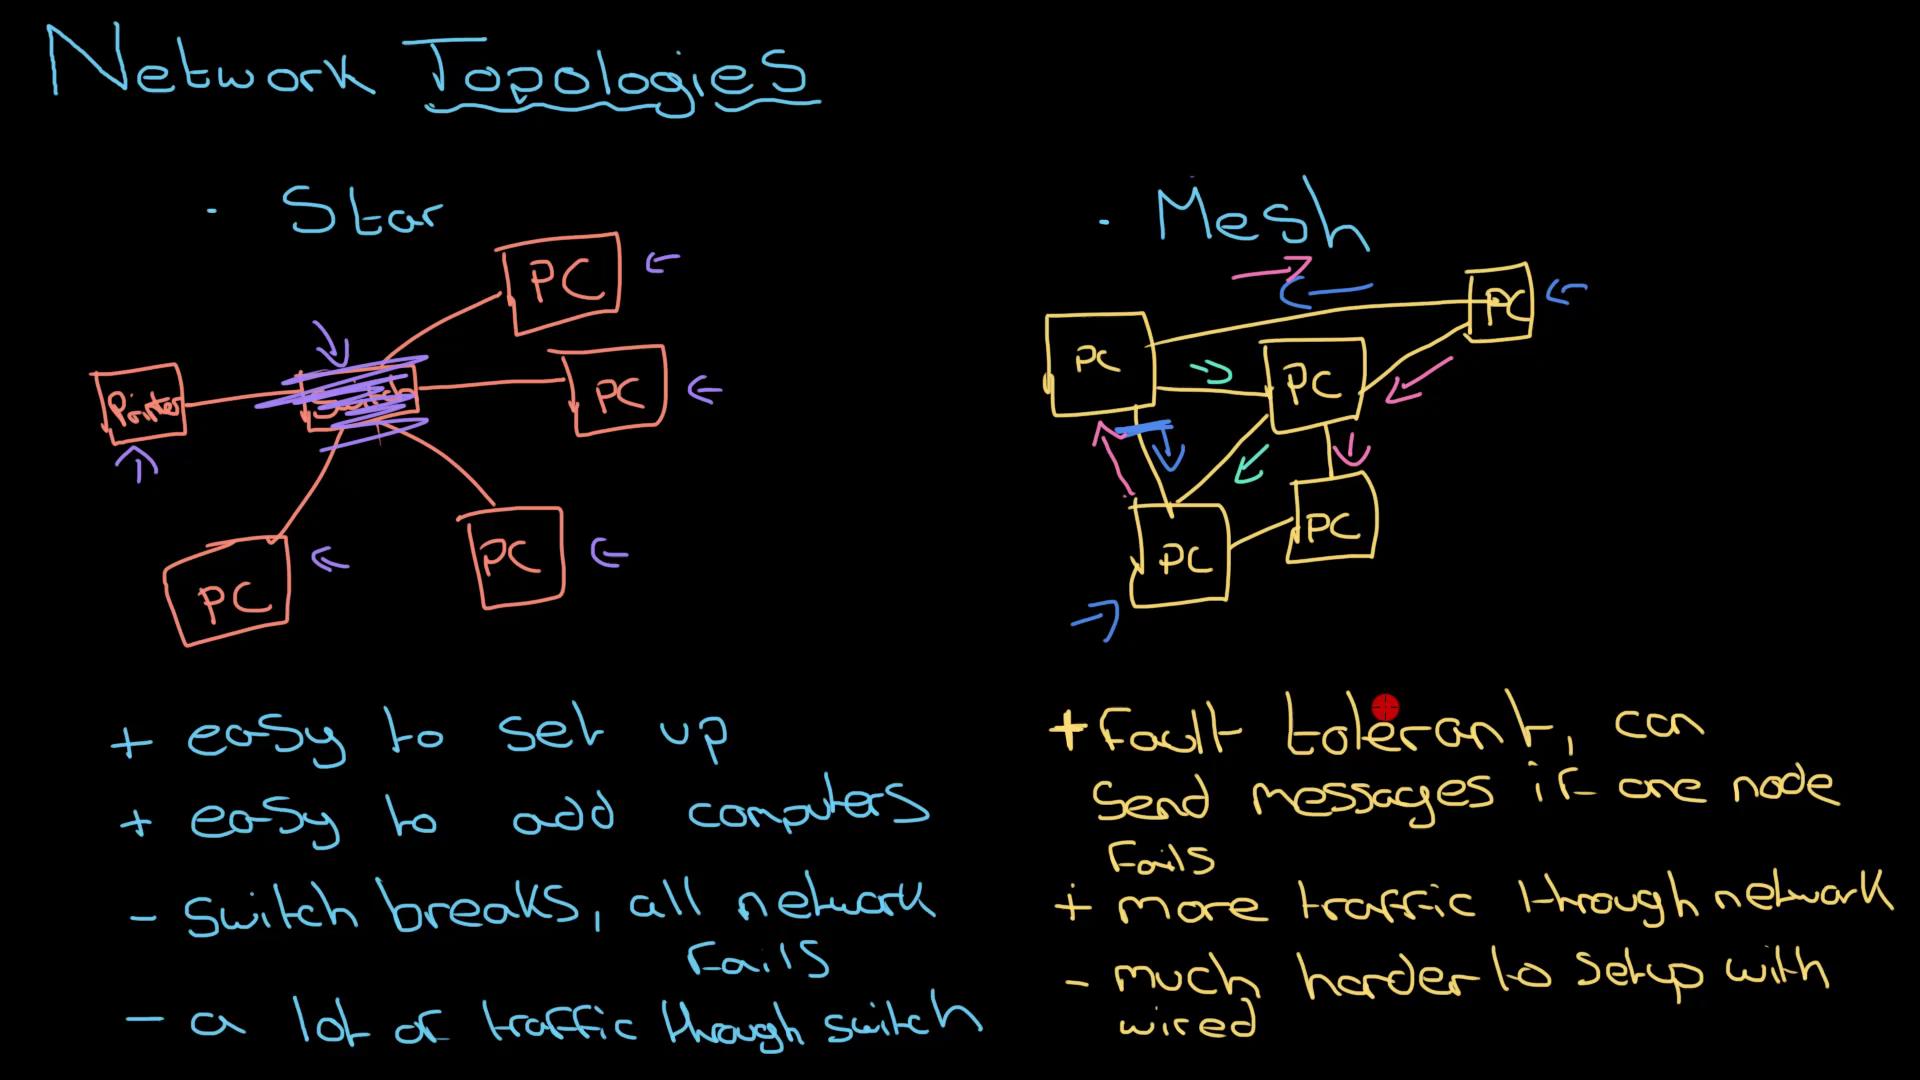 Network Topologies
· Star
PC
PC
Printer
Switch
PC
PC
+ easy to set up
+ easy to add computers
- switch breaks, all network
fails
- a lot of traffic through switch
· Mesh
PC
PC
PC
PC
PC
+ Fault tolerant, can
send messages if one node
fails
+ more traffic through network
- much harder to setup with
wired